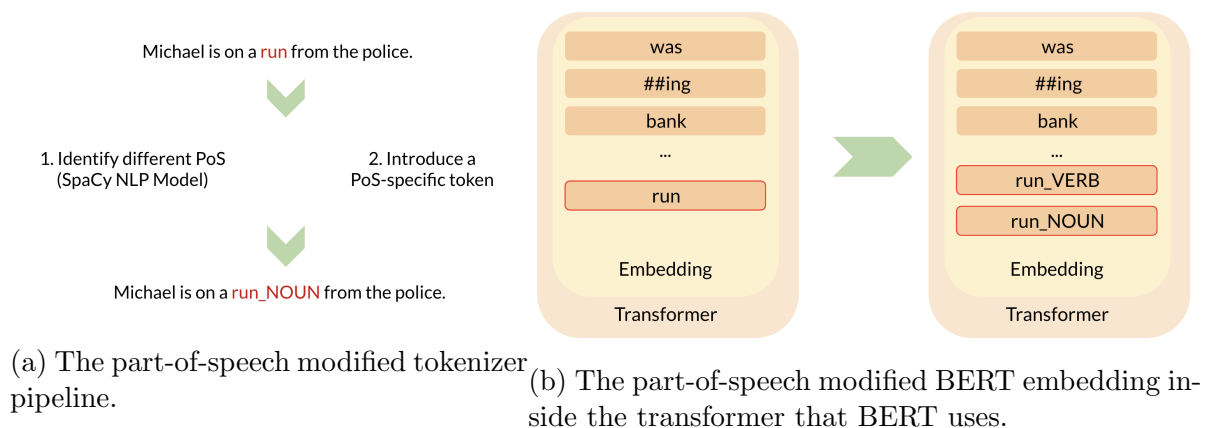 Michael is on a run from the police.
1. Identify different PoS
(SpaCy NLP Model)
2. Introduce a
PoS-specific token
Michael is on a run_NOUN from the police.
(a) The part-of-speech modified tokenizer
pipeline.
was
##ing
bank
...
run
Embedding
Transformer
was
##ing
bank
...
run_VERB
run_NOUN
Embedding
Transformer
(b) The part-of-speech modified BERT embedding in-
side the transformer that BERT uses.